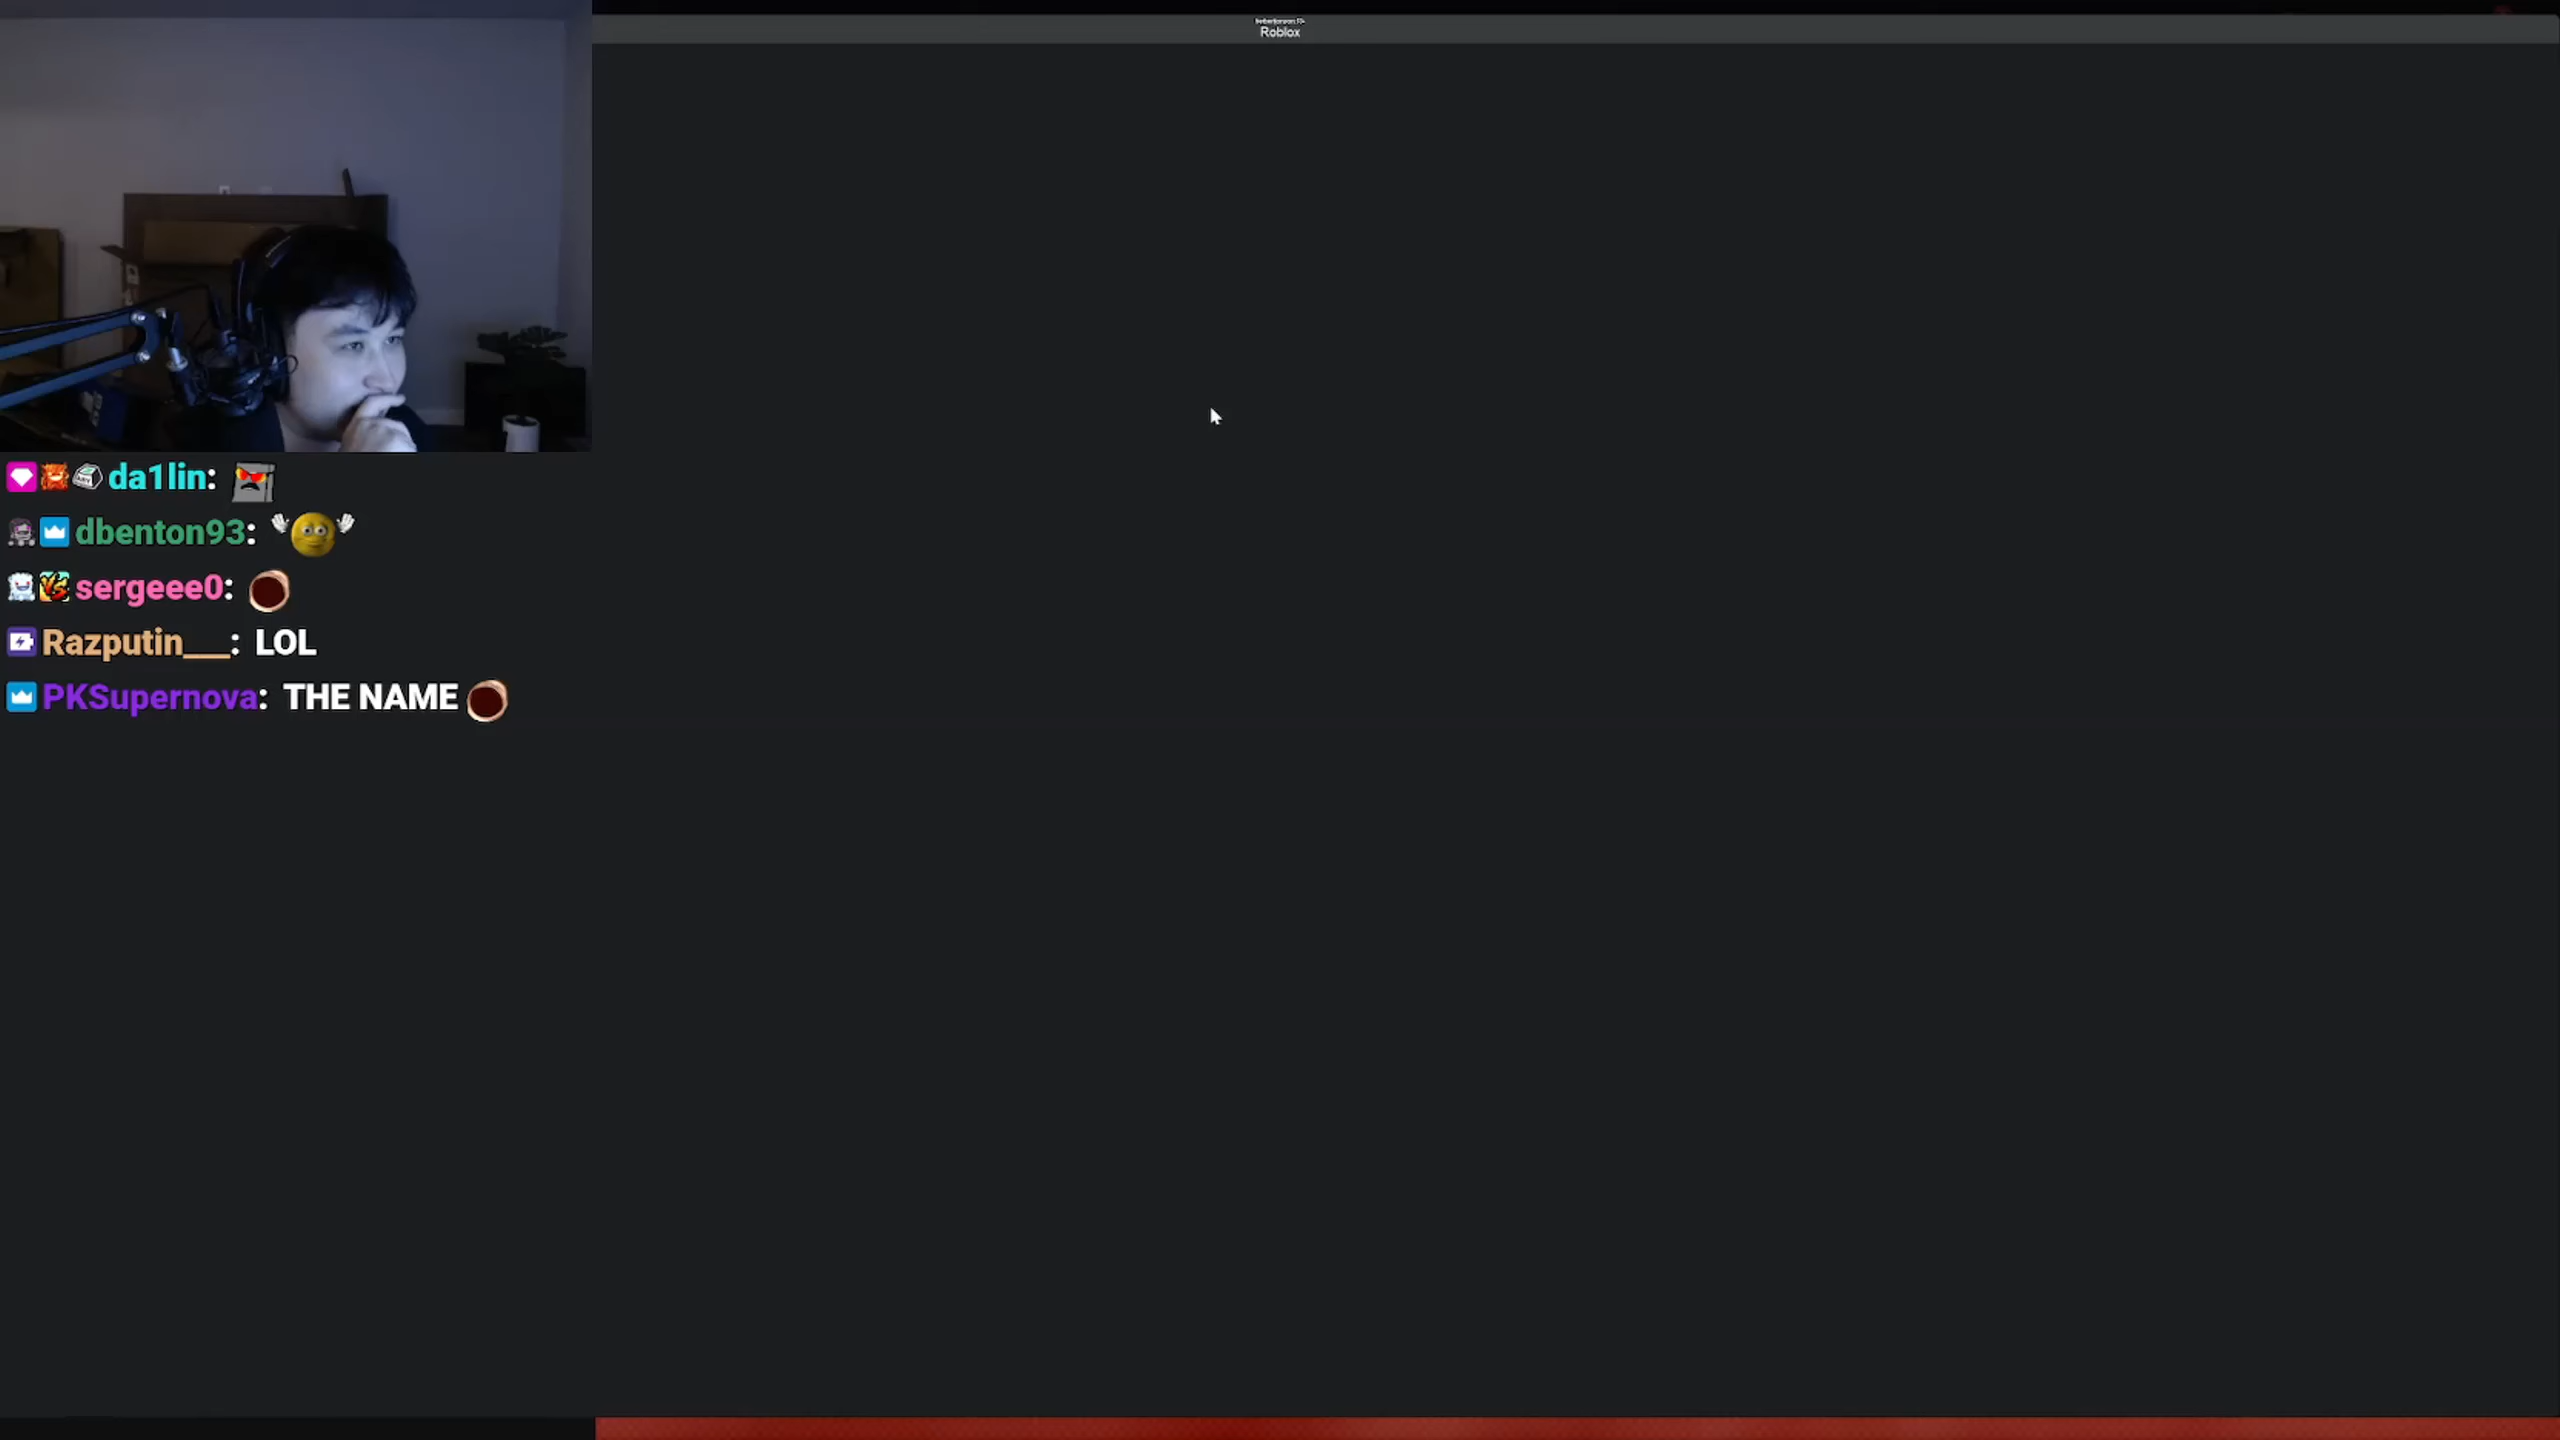 Roblox
da1lin:
dbenton93:
sergeee0:
Razputin___: LOL
PKSupernova: THE NAME